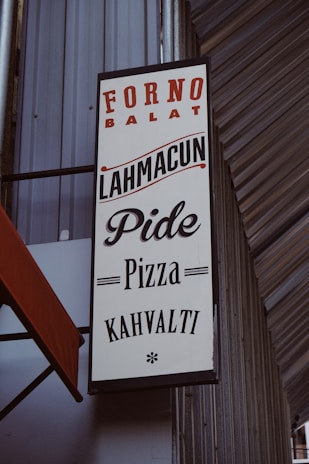 FORNO
BALAT
LAHMACUN
Pide
Pizza
KAHVALTI